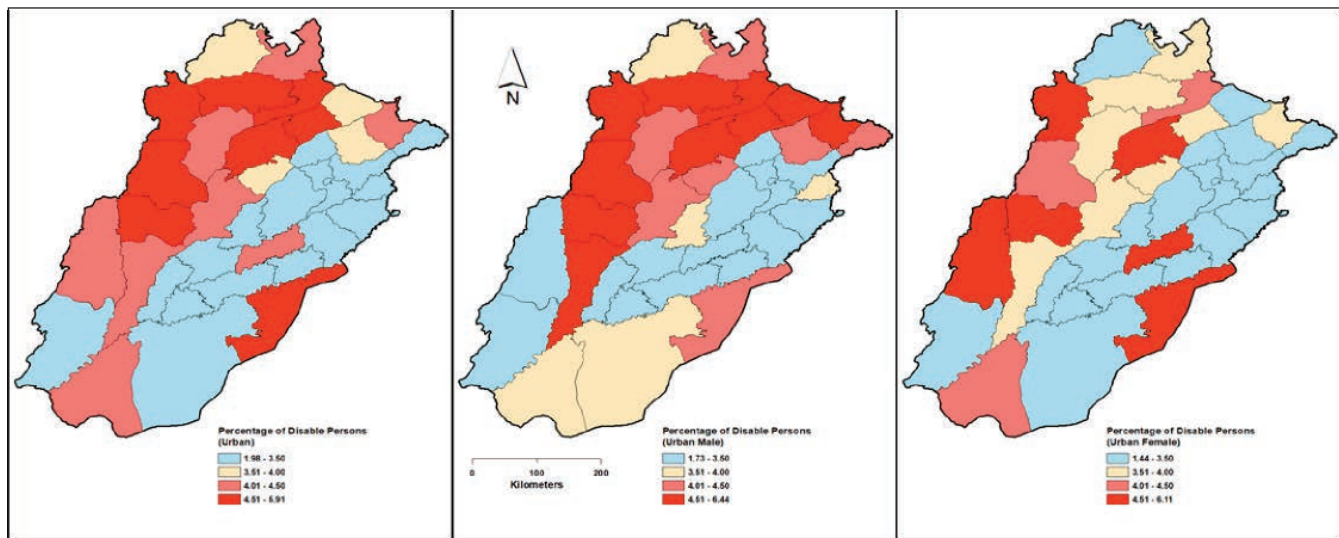 N
Percentage of Disable Persons
(Urban)
1.98 - 3.50
3.51 - 4.00
4.01 - 4.50
4.51 - 5.91
0 100 200
Kilometers
Percentage of Disable Persons
(Urban Male)
1.73 - 3.50
3.51 - 4.00
4.01 - 4.50
4.51 - 6.44
Percentage of Disable Persons
(Urban Female)
1.44 - 3.50
3.51 - 4.00
4.01 - 4.50
4.51 - 6.11